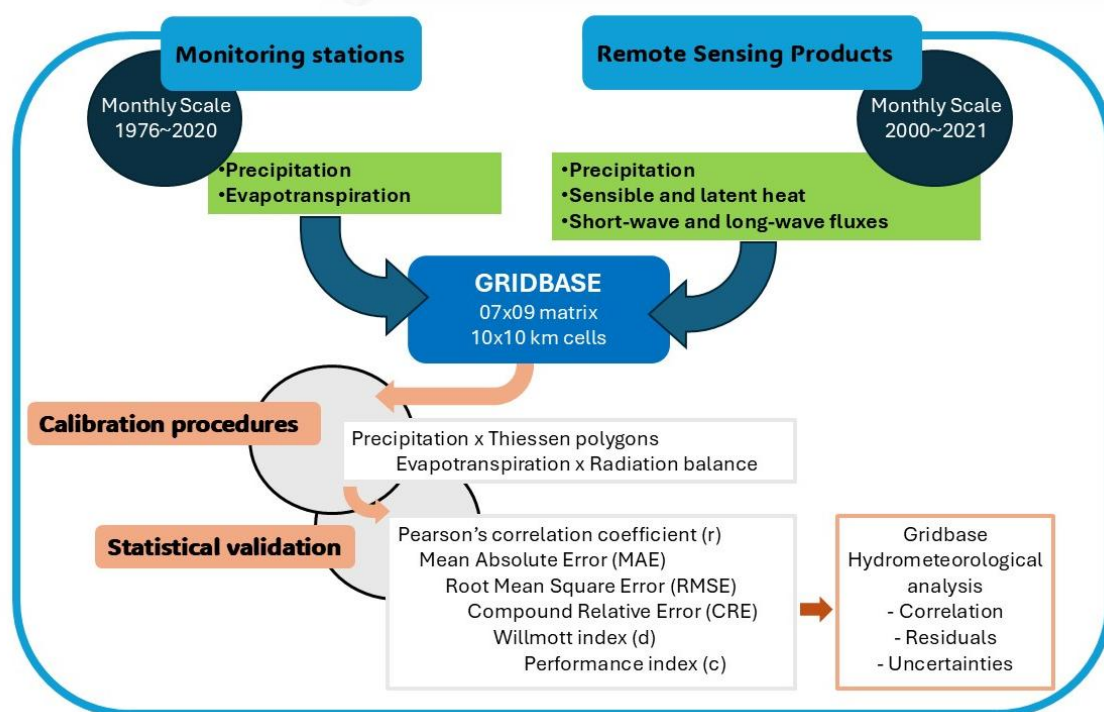 Monitoring stations
Monthly Scale
1976~2020
•Precipitation
•Evapotranspiration
Remote Sensing Products
Monthly Scale
2000~2021
•Precipitation
•Sensible and latent heat
•Short-wave and long-wave fluxes
GRIDBASE
07x09 matrix
10x10 km cells
Calibration procedures
Precipitation x Thiessen polygons
Evapotranspiration x Radiation balance
Statistical validation
Pearson’s correlation coefficient (r)
Mean Absolute Error (MAE)
Root Mean Square Error (RMSE)
Compound Relative Error (CRE)
Willmott index (d)
Performance index (c)
Gridbase
Hydrometeorological
analysis
- Correlation
- Residuals
- Uncertainties